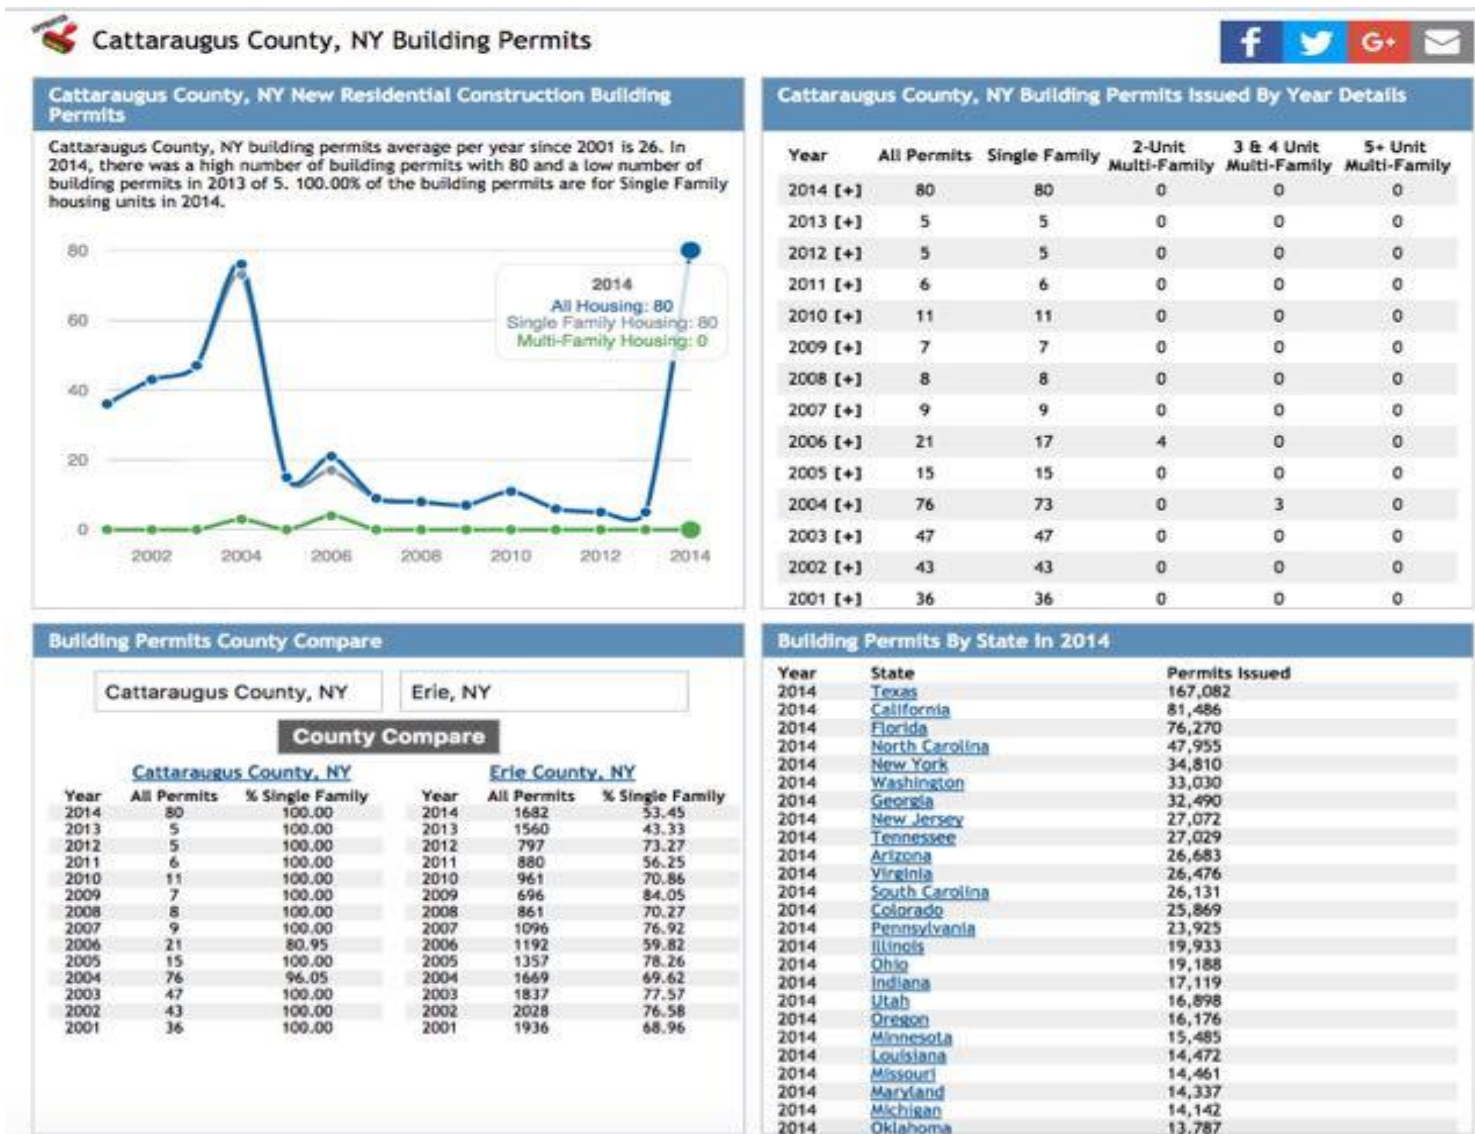 APPROVED
Cattaraugus County, NY Building Permits
f G+
Cattaraugus County, NY New Residential Construction Building
Permits
Cattaraugus County, NY building permits average per year since 2001 is 26. In
2014, there was a high number of building permits with 80 and a low number of
building permits in 2013 of 5. 100.00% of the building permits are for Single Family
housing units in 2014.
80
60
40
20
0
2002 2004 2006 2008 2010 2012 2014
2014
All Housing: 80
Single Family Housing: 80
Multi-Family Housing: 0
Cattaraugus County, NY Building Permits Issued By Year Details
Year All Permits Single Family 2-Unit Multi-Family 3 & 4 Unit Multi-Family 5+ Unit Multi-Family
2014 [+] 80 80 0 0 0
2013 [+] 5 5 0 0 0
2012 [+] 5 5 0 0 0
2011 [+] 6 6 0 0 0
2010 [+] 11 11 0 0 0
2009 [+] 7 7 0 0 0
2008 [+] 8 8 0 0 0
2007 [+] 9 9 0 0 0
2006 [+] 21 17 4 0 0
2005 [+] 15 15 0 0 0
2004 [+] 76 73 0 3 0
2003 [+] 47 47 0 0 0
2002 [+] 43 43 0 0 0
2001 [+] 36 36 0 0 0
Building Permits County Compare
Cattaraugus County, NY Erie, NY
County Compare
Cattaraugus County, NY Erie County, NY
Year All Permits % Single Family Year All Permits % Single Family
2014 80 100.00 2014 1682 53.45
2013 5 100.00 2013 1560 43.33
2012 5 100.00 2012 797 73.27
2011 6 100.00 2011 880 56.25
2010 11 100.00 2010 961 70.86
2009 7 100.00 2009 696 84.05
2008 8 100.00 2008 861 70.27
2007 9 100.00 2007 1096 76.92
2006 21 80.95 2006 1192 59.82
2005 15 100.00 2005 1357 78.26
2004 76 96.05 2004 1669 69.62
2003 47 100.00 2003 1837 77.57
2002 43 100.00 2002 2028 76.58
2001 36 100.00 2001 1936 68.96
Building Permits By State In 2014
Year State Permits Issued
2014 Texas 167,082
2014 California 81,486
2014 Florida 76,270
2014 North Carolina 47,955
2014 New York 34,810
2014 Washington 33,030
2014 Georgia 32,490
2014 New Jersey 27,072
2014 Tennessee 27,029
2014 Arizona 26,683
2014 Virginia 26,476
2014 South Carolina 26,131
2014 Colorado 25,869
2014 Pennsylvania 23,925
2014 Illinois 19,933
2014 Ohio 19,188
2014 Indiana 17,119
2014 Utah 16,898
2014 Oregon 16,176
2014 Minnesota 15,485
2014 Louisiana 14,472
2014 Missouri 14,461
2014 Maryland 14,337
2014 Michigan 14,142
2014 Oklahoma 13,787